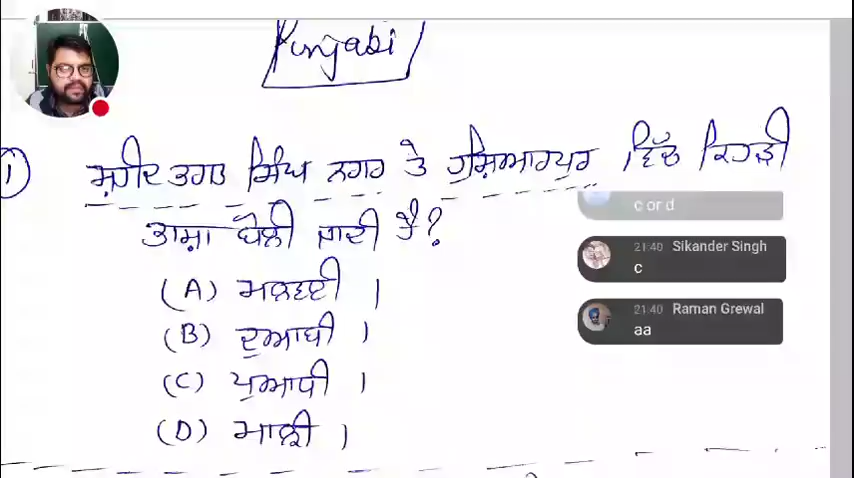 Punjabi
1) ਸ਼ਹੀਦ ਭਗਤ ਸਿੰਘ ਨਗਰ ਤੇ ਹੁਸ਼ਿਆਰਪੁਰ ਵਿੱਚ ਕਿਹੜੀ
ਭਾਸ਼ਾ ਬੋਲੀ ਜਾਂਦੀ ਹੈ?
(A) ਮਲਵਈ ।
(B) ਦੁਆਬੀ ।
(C) ਪੁਆਧੀ ।
(D) ਮਾਝੀ ।
c or d
21:40 Sikander Singh
c
21:40 Raman Grewal
aa